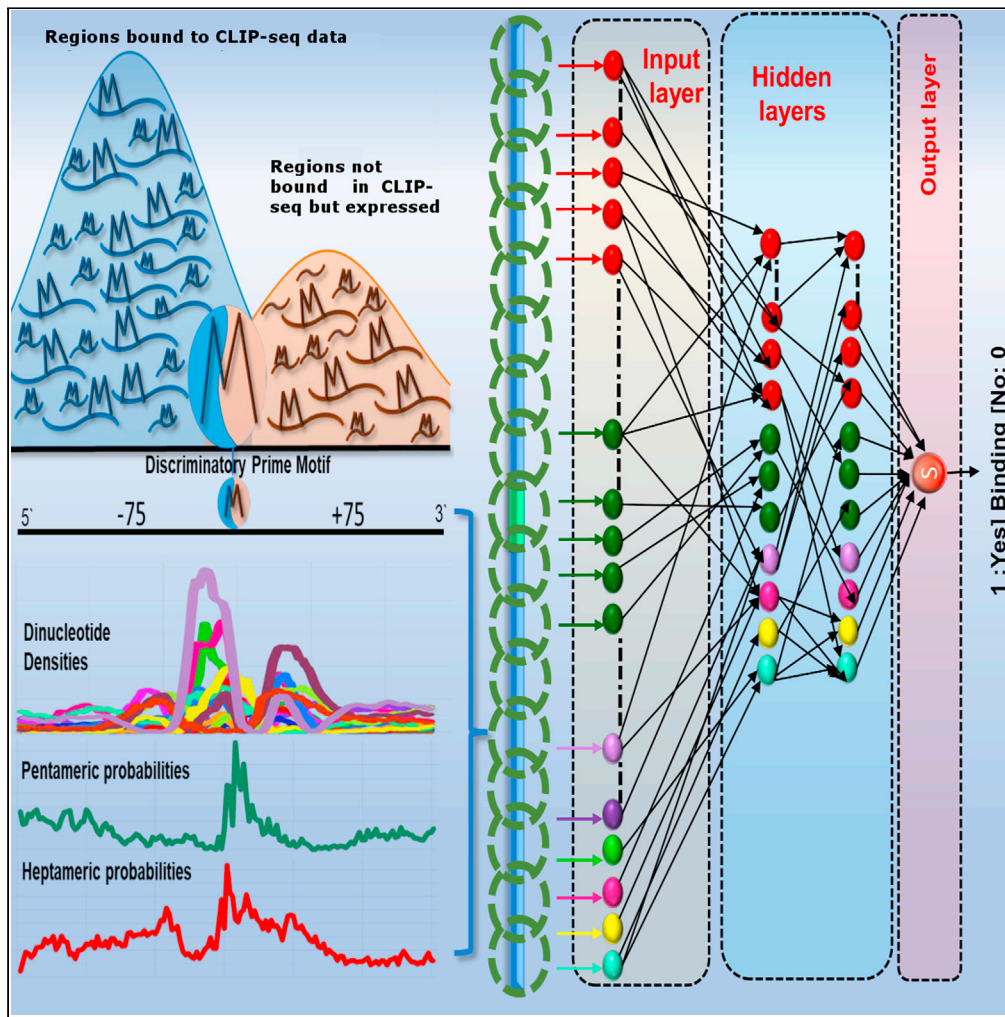 Regions bound to CLIP-seq data
Regions not
bound in CLIP-
seq but expressed
M
Discriminatory Prime Motif
M
5` -75 +75 3`
Dinucleotide
Densities
Pentameric probabilities
Heptameric probabilities
Input
layer
Hidden
layers
Output layer
S
1 :Yes] Binding [No: 0